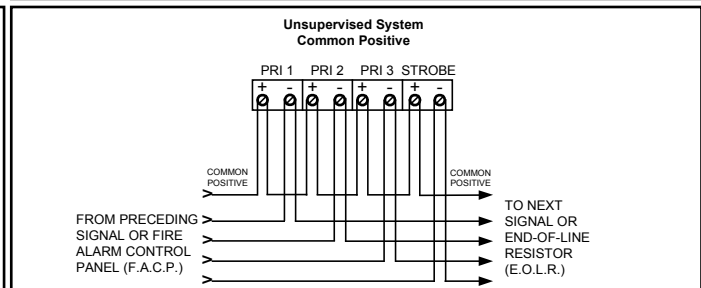 Unsupervised System
Common Positive
PRI 1 PRI 2 PRI 3 STROBE
+ - + - + - + -
COMMON
POSITIVE
COMMON
POSITIVE
FROM PRECEDING
SIGNAL OR FIRE
ALARM CONTROL
PANEL (F.A.C.P.)
TO NEXT
SIGNAL OR
END-OF-LINE
RESISTOR
(E.O.L.R.)